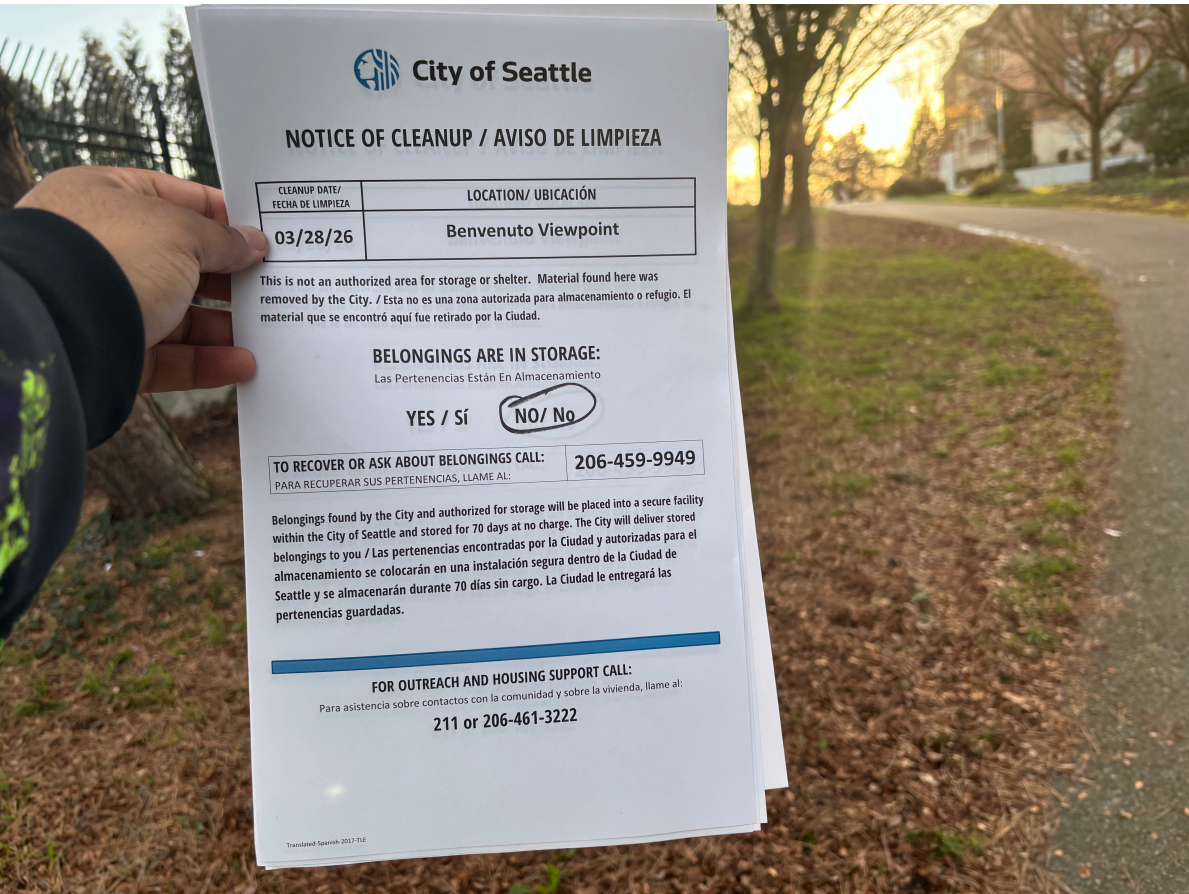 City of Seattle
NOTICE OF CLEANUP / AVISO DE LIMPIEZA
CLEANUP DATE/
FECHA DE LIMPIEZA
LOCATION/ UBICACIÓN
03/28/26
Benvenuto Viewpoint
This is not an authorized area for storage or shelter. Material found here was
removed by the City. / Esta no es una zona autorizada para almacenamiento o refugio. El
material que se encontró aquí fue retirado por la Ciudad.
BELONGINGS ARE IN STORAGE:
Las Pertenencias Están En Almacenamiento
YES / Sí NO/ No
TO RECOVER OR ASK ABOUT BELONGINGS CALL:
PARA RECUPERAR SUS PERTENENCIAS, LLAME AL:
206-459-9949
Belongings found by the City and authorized for storage will be placed into a secure facility
within the City of Seattle and stored for 70 days at no charge. The City will deliver stored
belongings to you / Las pertenencias encontradas por la Ciudad y autorizadas para el
almacenamiento se colocarán en una instalación segura dentro de la Ciudad de
Seattle y se almacenarán durante 70 días sin cargo. La Ciudad le entregará las
pertenencias guardadas.
FOR OUTREACH AND HOUSING SUPPORT CALL:
Para asistencia sobre contactos con la comunidad y sobre la vivienda, llame al:
211 or 206-461-3222
Translated-Spanish-2017-TLE